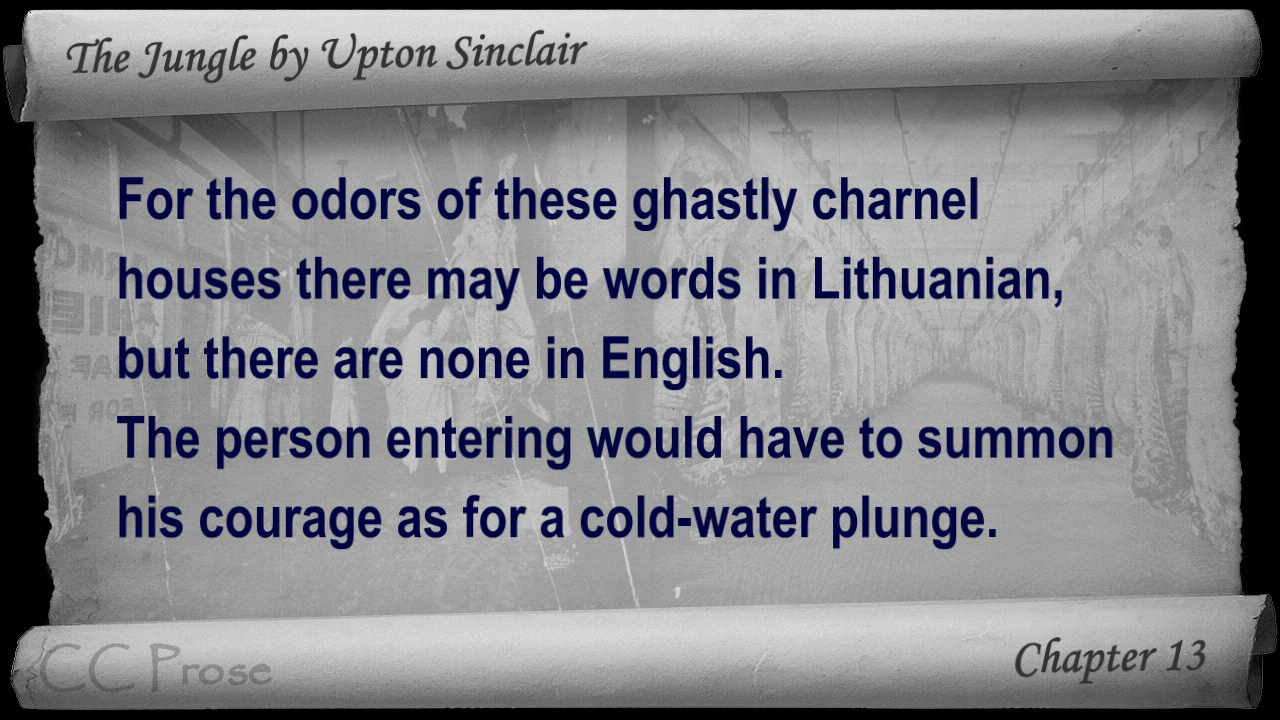 The Jungle by Upton Sinclair
For the odors of these ghastly charnel
houses there may be words in Lithuanian,
but there are none in English.
The person entering would have to summon
his courage as for a cold-water plunge.
CC Prose
Chapter 13